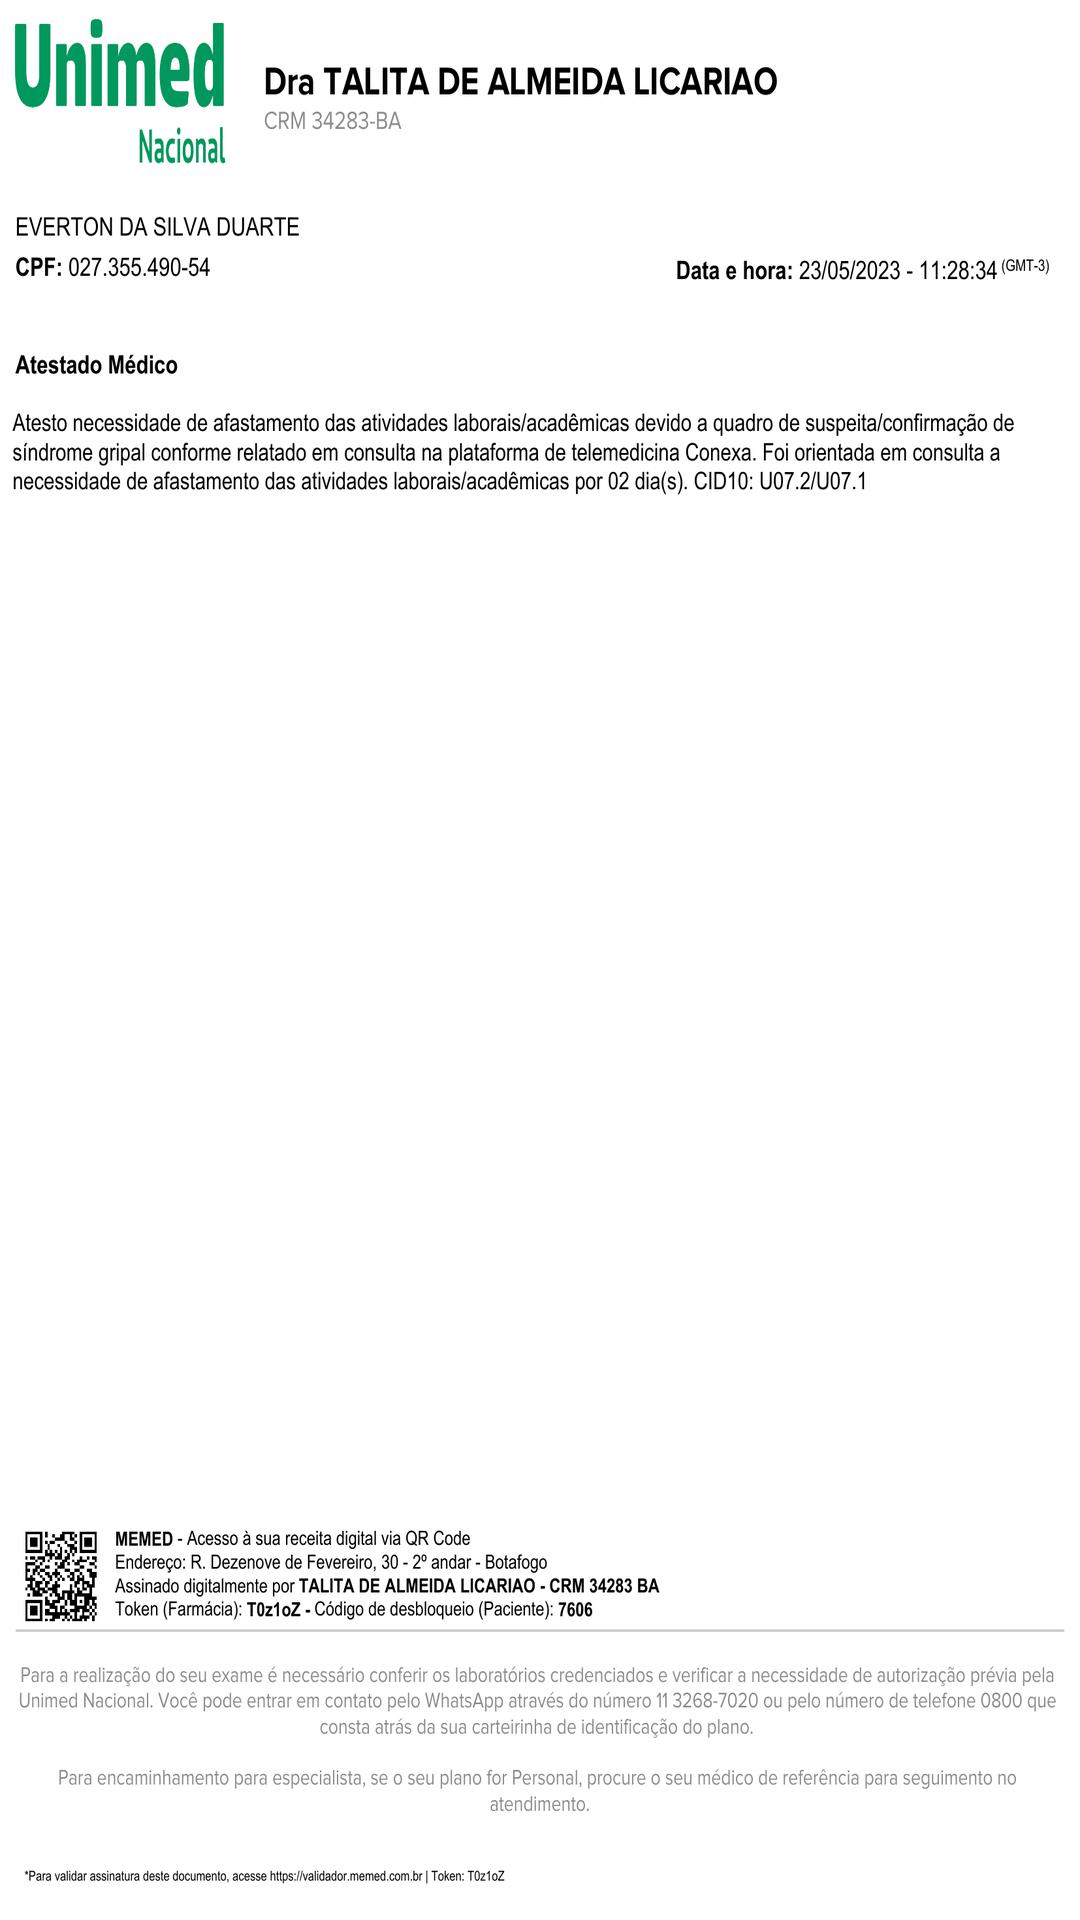 Unimed
Nacional
Dra TALITA DE ALMEIDA LICARIAO
CRM 34283-BA
EVERTON DA SILVA DUARTE
CPF: 027.355.490-54
Data e hora: 23/05/2023 - 11:28:34 (GMT-3)
Atestado Médico
Atesto necessidade de afastamento das atividades laborais/acadêmicas devido a quadro de suspeita/confirmação de
síndrome gripal conforme relatado em consulta na plataforma de telemedicina Conexa. Foi orientada em consulta a
necessidade de afastamento das atividades laborais/acadêmicas por 02 dia(s). CID10: U07.2/U07.1
MEMED - Acesso à sua receita digital via QR Code
Endereço: R. Dezenove de Fevereiro, 30 - 2º andar - Botafogo
Assinado digitalmente por TALITA DE ALMEIDA LICARIAO - CRM 34283 BA
Token (Farmácia): T0z1oZ - Código de desbloqueio (Paciente): 7606
Para a realização do seu exame é necessário conferir os laboratórios credenciados e verificar a necessidade de autorização prévia pela
Unimed Nacional. Você pode entrar em contato pelo WhatsApp através do número 11 3268-7020 ou pelo número de telefone 0800 que
consta atrás da sua carteirinha de identificação do plano.
Para encaminhamento para especialista, se o seu plano for Personal, procure o seu médico de referência para seguimento no
atendimento.
*Para validar assinatura deste documento, acesse https://validador.memed.com.br | Token: T0z1oZ